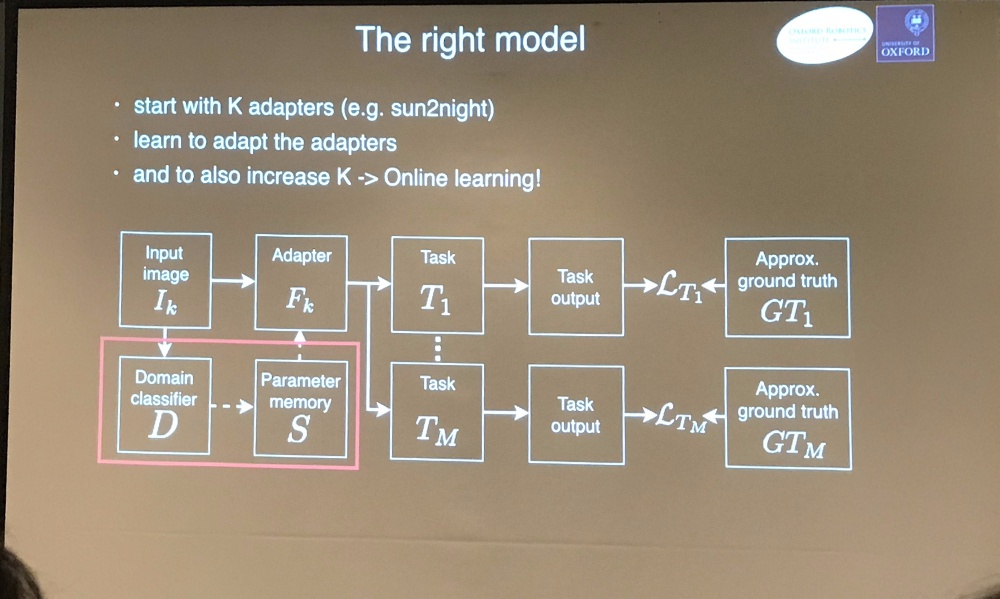 The right model
OXFORD ROBOTICS
INSTITUTE
UNIVERSITY OF
OXFORD
· start with K adapters (e.g. sun2night)
· learn to adapt the adapters
· and to also increase K -> Online learning!
Input
image
I_k
Adapter
F_k
Task
T_1
Task
output
L_{T_1}
Approx.
ground truth
GT_1
Domain
classifier
D
Parameter
memory
S
Task
T_M
Task
output
L_{T_M}
Approx.
ground truth
GT_M